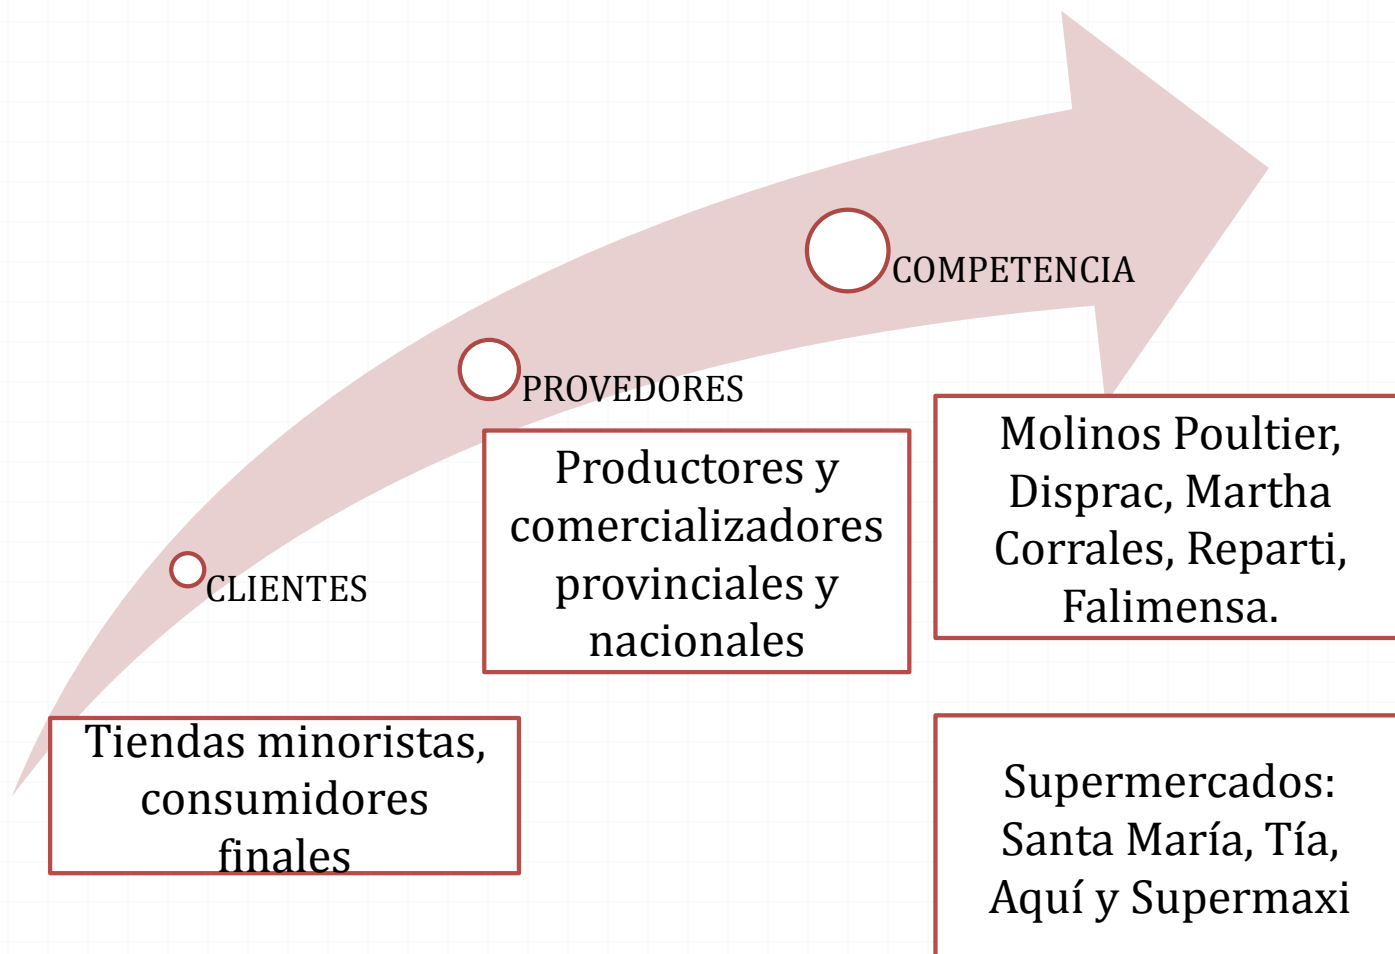 COMPETENCIA
PROVEDORES
CLIENTES
Molinos Poultier,
Disprac, Martha
Corrales, Reparti,
Falimensa.
Productores y
comercializadores
provinciales y
nacionales
Tiendas minoristas,
consumidores
finales
Supermercados:
Santa María, Tía,
Aquí y Supermaxi